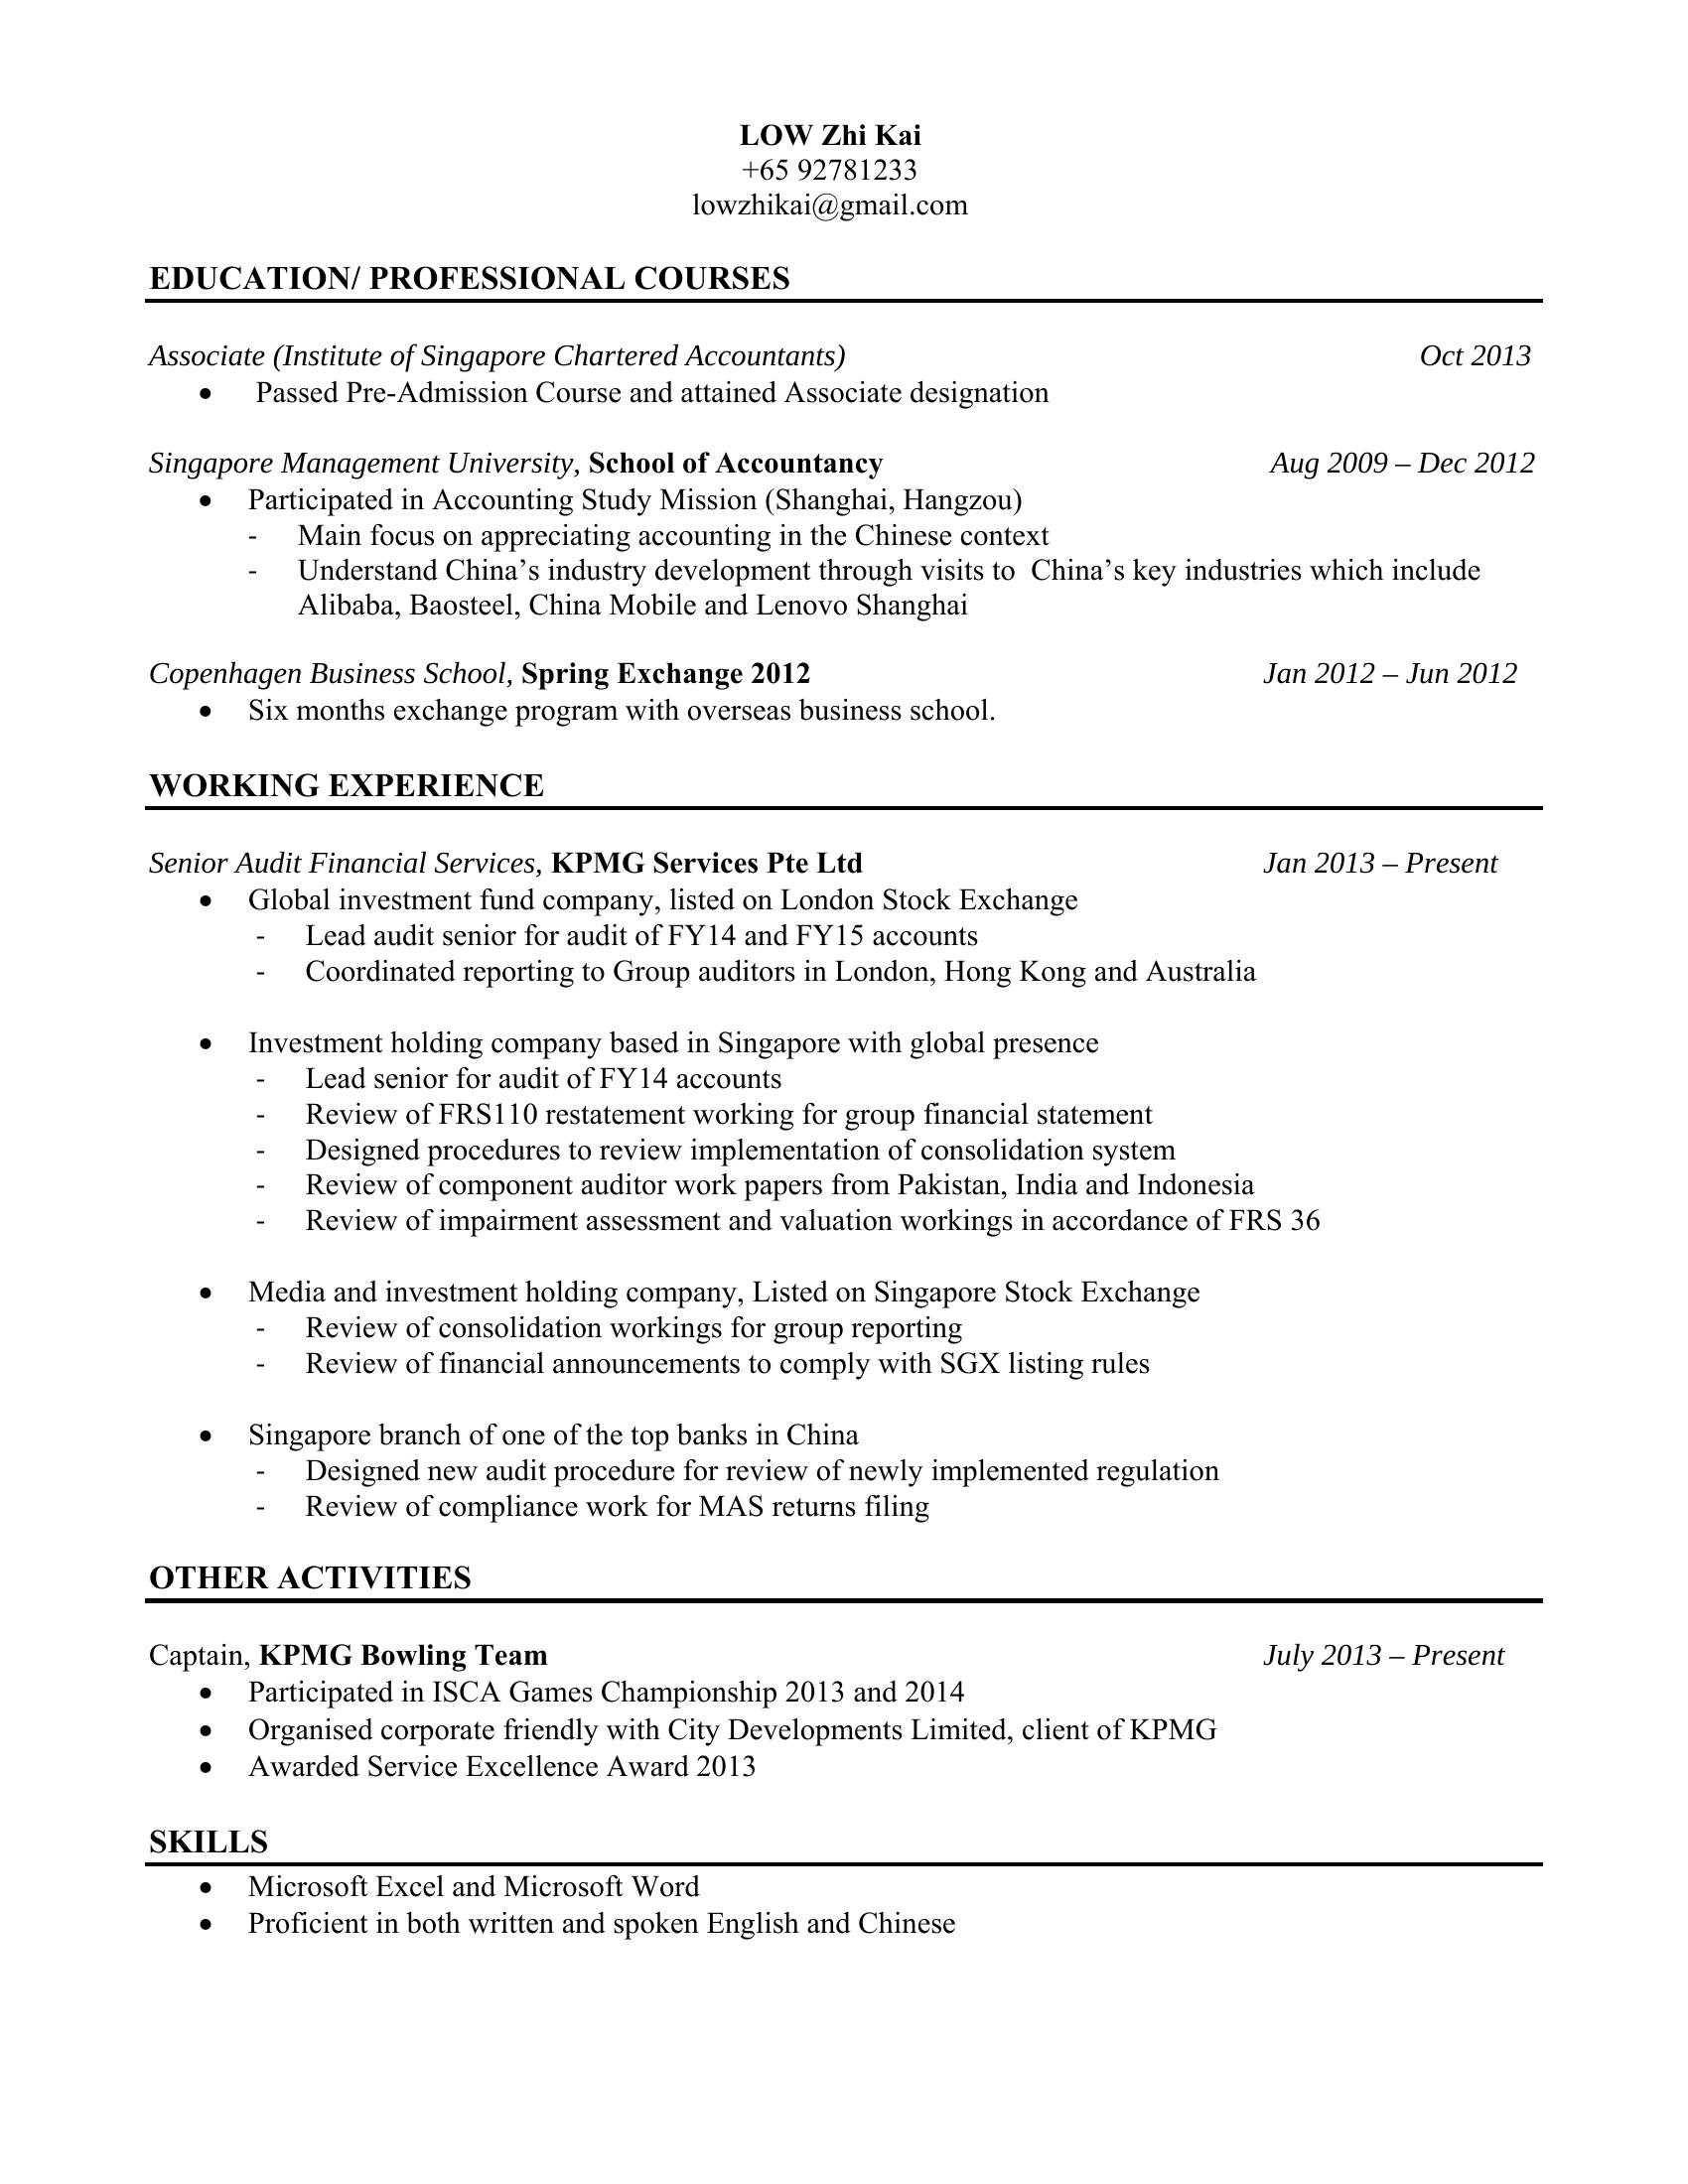 LOW Zhi Kai
+65 92781233
lowzhikai@gmail.com
EDUCATION/ PROFESSIONAL COURSES
Associate (Institute of Singapore Chartered Accountants) Oct 2013
• Passed Pre-Admission Course and attained Associate designation
Singapore Management University, School of Accountancy Aug 2009 – Dec 2012
• Participated in Accounting Study Mission (Shanghai, Hangzou)
- Main focus on appreciating accounting in the Chinese context
- Understand China’s industry development through visits to China’s key industries which include
Alibaba, Baosteel, China Mobile and Lenovo Shanghai
Copenhagen Business School, Spring Exchange 2012 Jan 2012 – Jun 2012
• Six months exchange program with overseas business school.
WORKING EXPERIENCE
Senior Audit Financial Services, KPMG Services Pte Ltd Jan 2013 – Present
• Global investment fund company, listed on London Stock Exchange
- Lead audit senior for audit of FY14 and FY15 accounts
- Coordinated reporting to Group auditors in London, Hong Kong and Australia
• Investment holding company based in Singapore with global presence
- Lead senior for audit of FY14 accounts
- Review of FRS110 restatement working for group financial statement
- Designed procedures to review implementation of consolidation system
- Review of component auditor work papers from Pakistan, India and Indonesia
- Review of impairment assessment and valuation workings in accordance of FRS 36
• Media and investment holding company, Listed on Singapore Stock Exchange
- Review of consolidation workings for group reporting
- Review of financial announcements to comply with SGX listing rules
• Singapore branch of one of the top banks in China
- Designed new audit procedure for review of newly implemented regulation
- Review of compliance work for MAS returns filing
OTHER ACTIVITIES
Captain, KPMG Bowling Team July 2013 – Present
• Participated in ISCA Games Championship 2013 and 2014
• Organised corporate friendly with City Developments Limited, client of KPMG
• Awarded Service Excellence Award 2013
SKILLS
• Microsoft Excel and Microsoft Word
• Proficient in both written and spoken English and Chinese